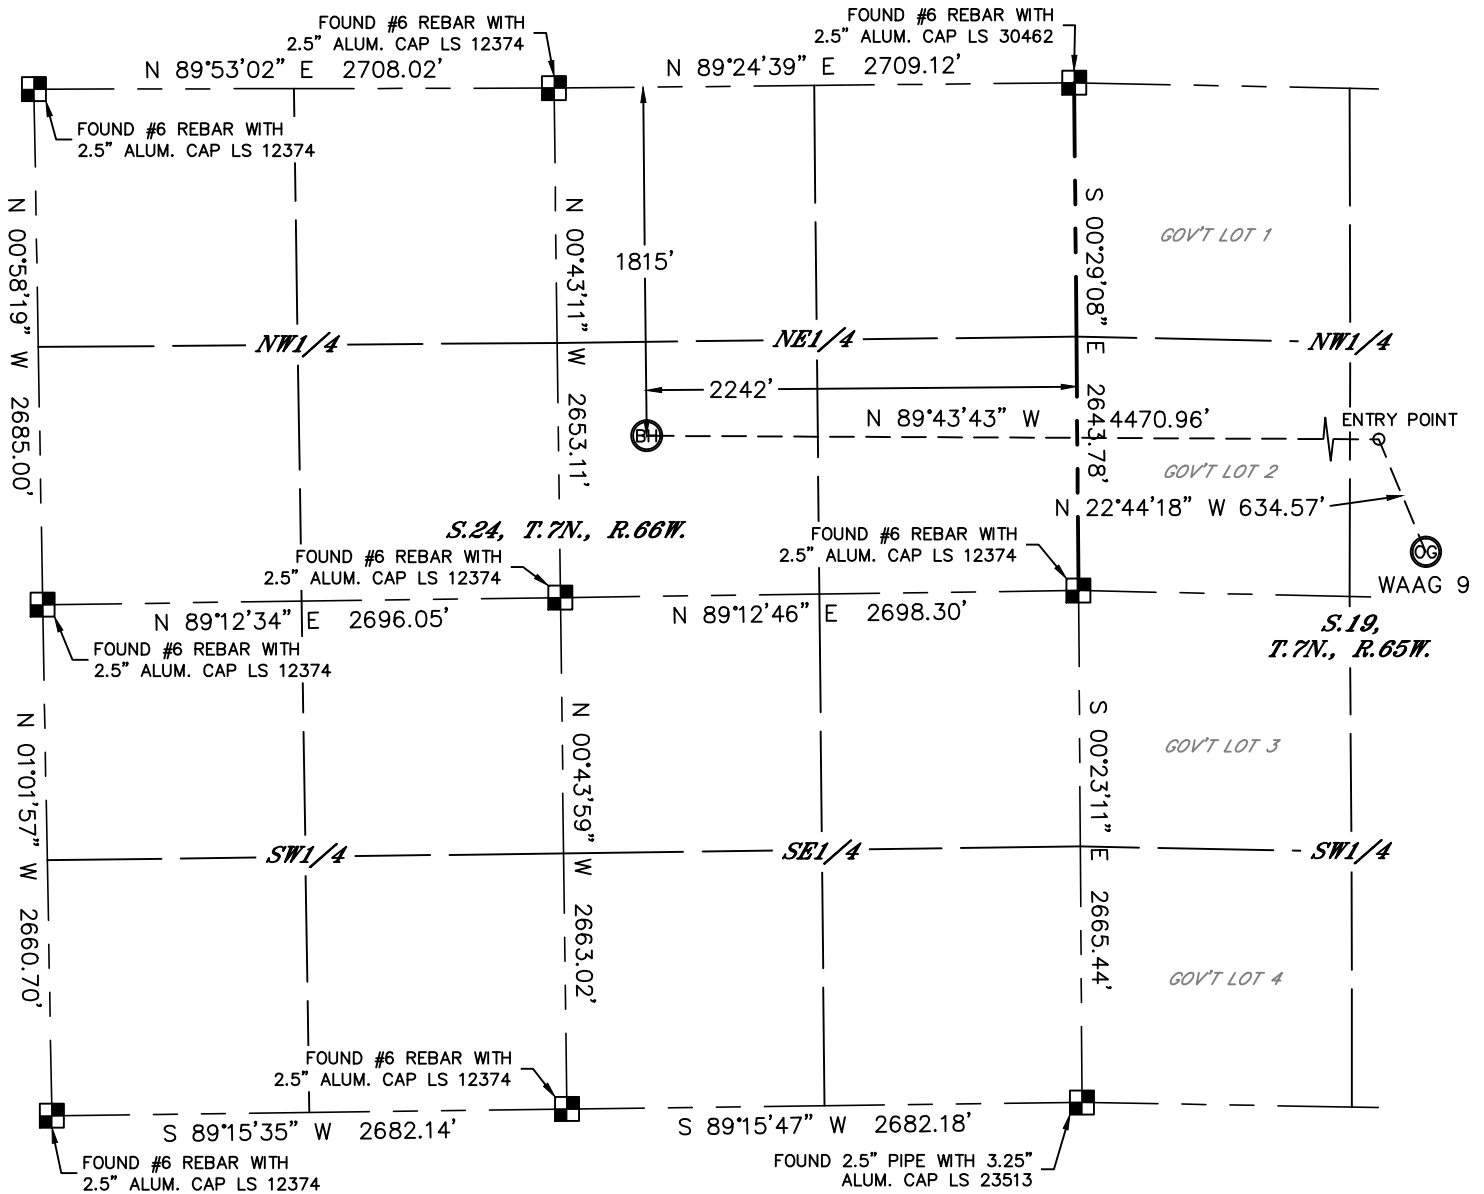 FOUND #6 REBAR WITH
2.5" ALUM. CAP LS 12374
FOUND #6 REBAR WITH
2.5" ALUM. CAP LS 30462
N 89°53'02" E 2708.02'
N 89°24'39" E 2709.12'
FOUND #6 REBAR WITH
2.5" ALUM. CAP LS 12374
N 00°58'19" W 2685.00'
N 00°43'11" W 2653.11'
S 00°29'08" E 2643.78'
GOV'T LOT 1
1815'
NW1/4
NE1/4
NW1/4
2242'
N 89°43'43" W 4470.96'
ENTRY POINT
BH
GOV'T LOT 2
N 22°44'18" W 634.57'
S.24, T.7N., R.66W.
FOUND #6 REBAR WITH
2.5" ALUM. CAP LS 12374
FOUND #6 REBAR WITH
2.5" ALUM. CAP LS 12374
OG
WAAG 9
N 89°12'34" E 2696.05'
N 89°12'46" E 2698.30'
S.19,
T.7N., R.65W.
FOUND #6 REBAR WITH
2.5" ALUM. CAP LS 12374
N 01°01'57" W 2660.70'
N 00°43'59" W 2663.02'
S 00°23'11" E 2665.44'
GOV'T LOT 3
SW1/4
SE1/4
SW1/4
GOV'T LOT 4
FOUND #6 REBAR WITH
2.5" ALUM. CAP LS 12374
S 89°15'35" W 2682.14'
S 89°15'47" W 2682.18'
FOUND #6 REBAR WITH
2.5" ALUM. CAP LS 12374
FOUND 2.5" PIPE WITH 3.25"
ALUM. CAP LS 23513